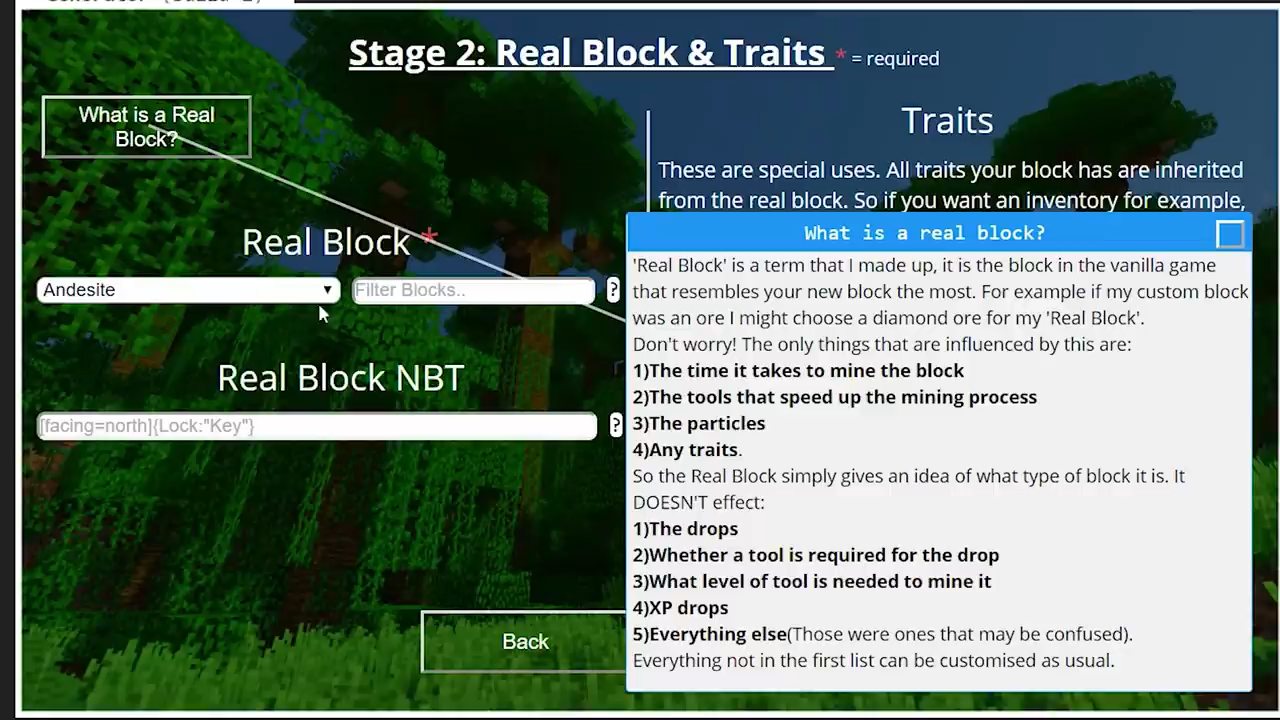 Stage 2: Real Block & Traits * = required
What is a Real
Block?
Real Block *
Andesite
Filter Blocks..
?
Real Block NBT
[facing=north]{Lock:"Key"}
?
Back
Traits
These are special uses. All traits your block has are inherited
from the real block. So if you want an inventory for example,
What is a real block?
'Real Block' is a term that I made up, it is the block in the vanilla game
that resembles your new block the most. For example if my custom block
was an ore I might choose a diamond ore for my 'Real Block'.
Don't worry! The only things that are influenced by this are:
1)The time it takes to mine the block
2)The tools that speed up the mining process
3)The particles
4)Any traits.
So the Real Block simply gives an idea of what type of block it is. It
DOESN'T effect:
1)The drops
2)Whether a tool is required for the drop
3)What level of tool is needed to mine it
4)XP drops
5)Everything else(Those were ones that may be confused).
Everything not in the first list can be customised as usual.